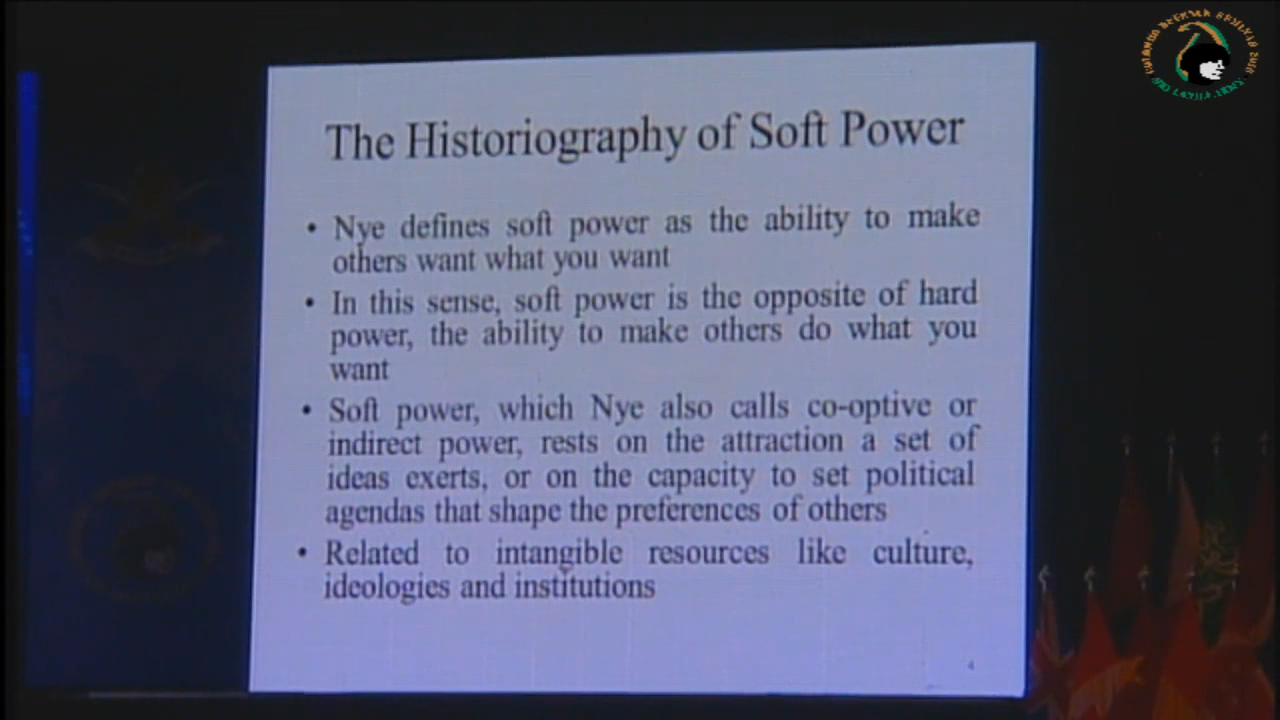 The Historiography of Soft Power
• Nye defines soft power as the ability to make
others want what you want
• In this sense, soft power is the opposite of hard
power, the ability to make others do what you
want
• Soft power, which Nye also calls co-optive or
indirect power, rests on the attraction a set of
ideas exerts, or on the capacity to set political
agendas that shape the preferences of others
• Related to intangible resources like culture,
ideologies and institutions
4